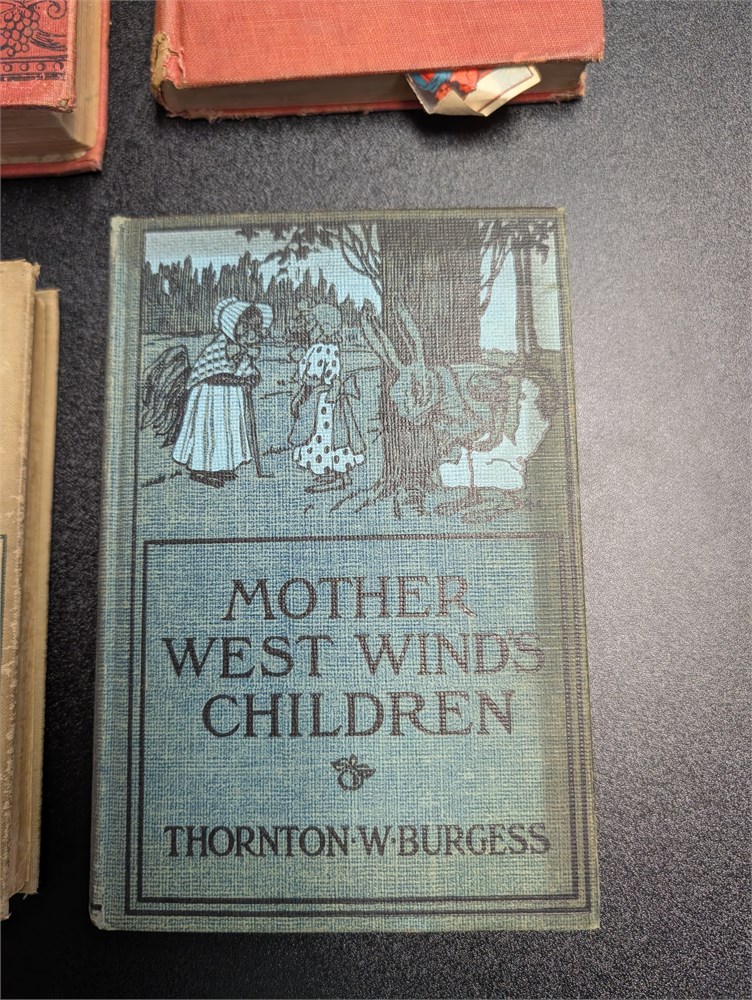 MOTHER
WEST WIND'S
CHILDREN
THORNTON·W·BURGESS